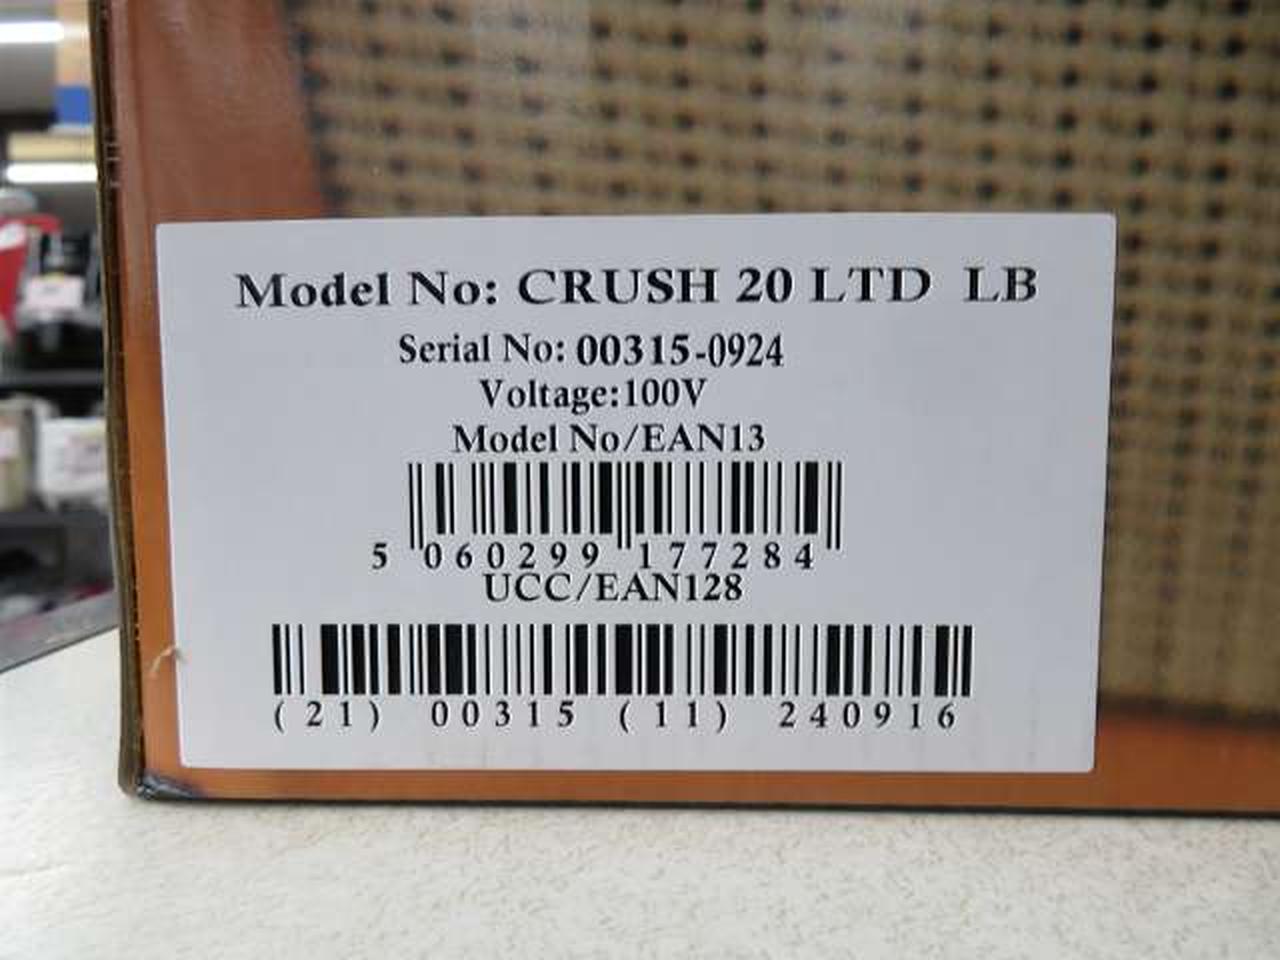 Model No: CRUSH 20 LTD LB
Serial No: 00315-0924
Voltage:100V
Model No/EAN13
5 060299 177284
UCC/EAN128
(21) 00315 (11) 240916